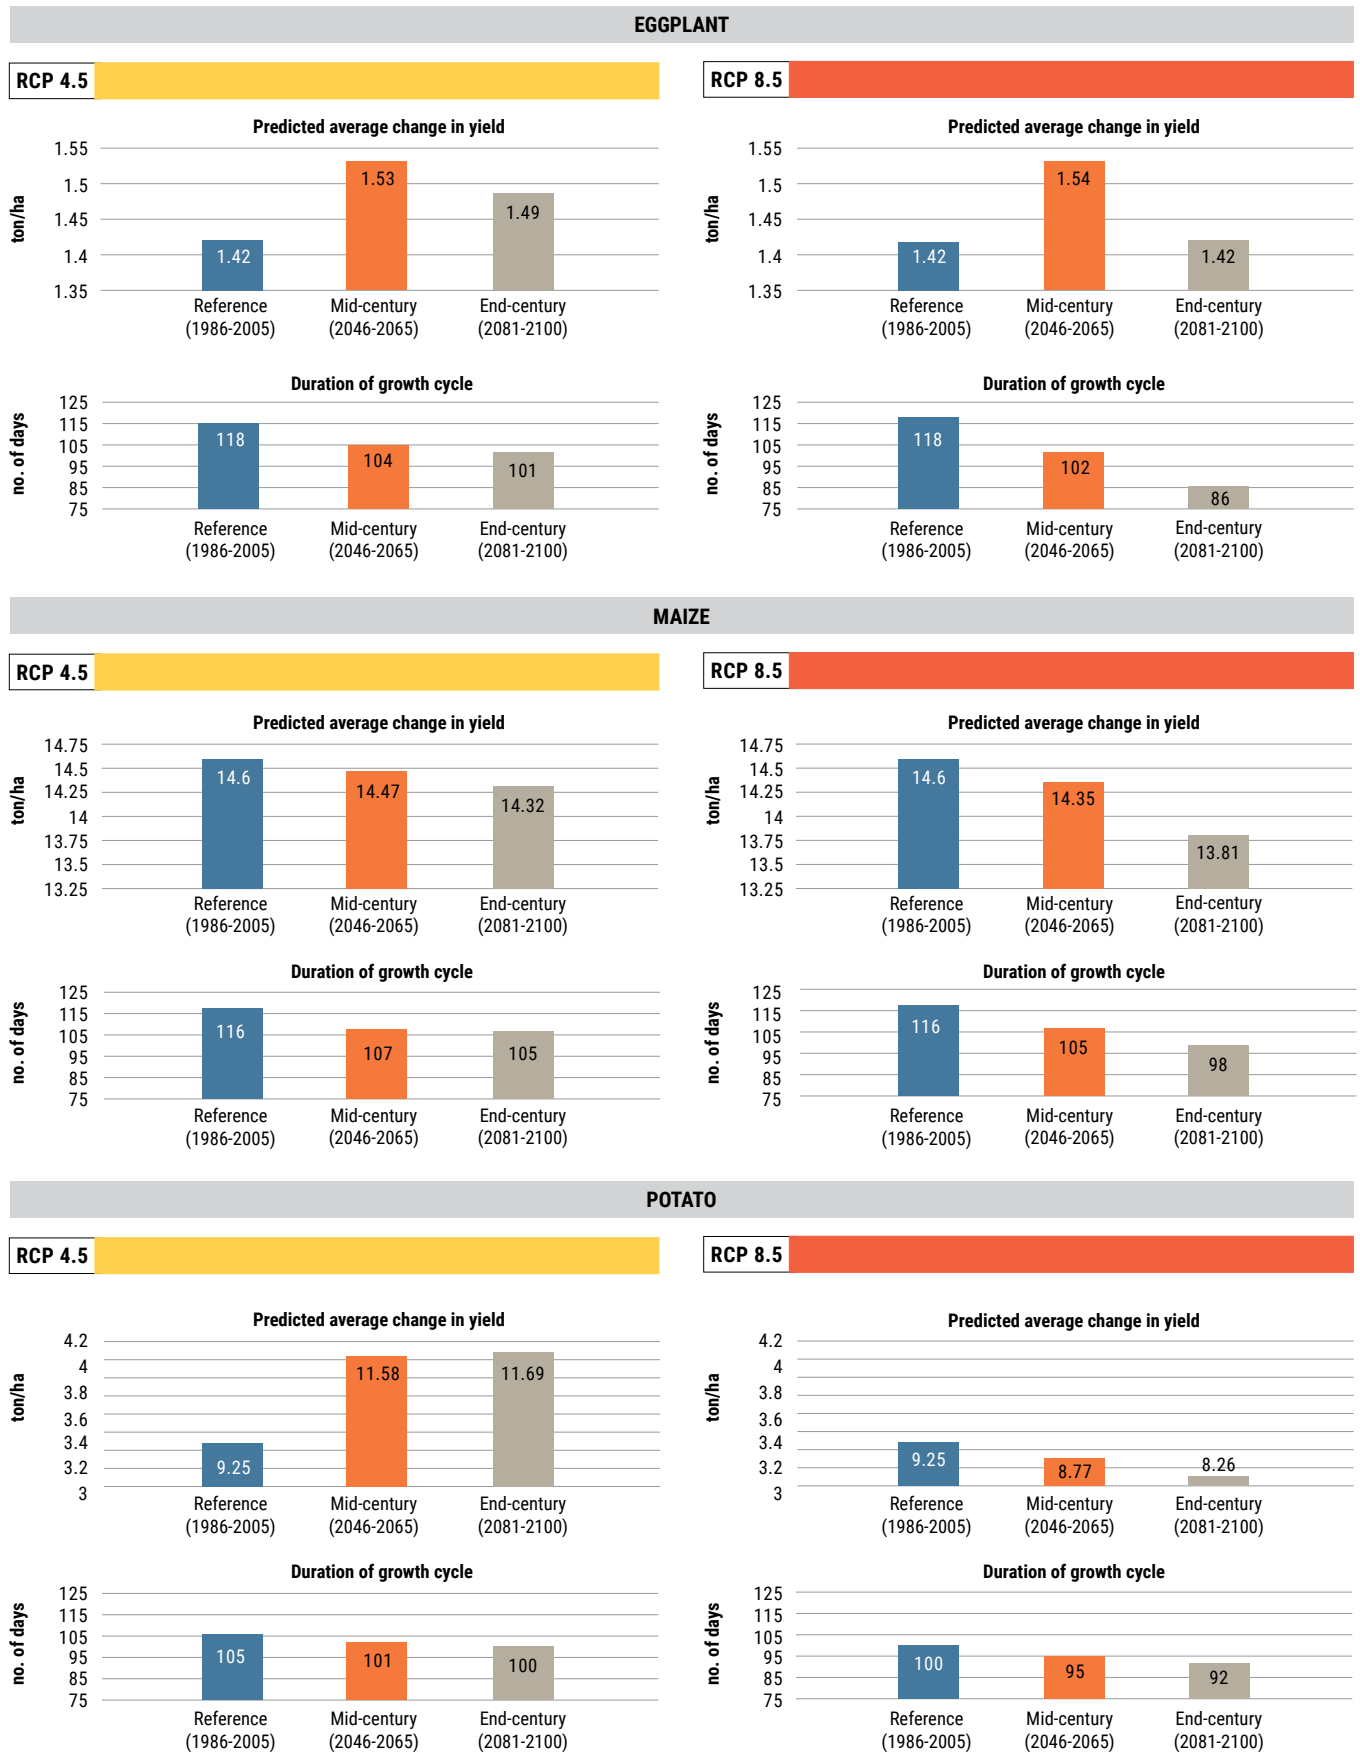 EGGPLANT
RCP 4.5
Predicted average change in yield
ton/ha
1.55
1.5
1.45
1.4
1.35
1.42
1.53
1.49
Reference
(1986-2005)
Mid-century
(2046-2065)
End-century
(2081-2100)
RCP 8.5
Predicted average change in yield
ton/ha
1.55
1.5
1.45
1.4
1.35
1.42
1.54
1.42
Reference
(1986-2005)
Mid-century
(2046-2065)
End-century
(2081-2100)
Duration of growth cycle
no. of days
125
115
105
95
85
75
118
104
101
Reference
(1986-2005)
Mid-century
(2046-2065)
End-century
(2081-2100)
Duration of growth cycle
no. of days
125
115
105
95
85
75
118
102
86
Reference
(1986-2005)
Mid-century
(2046-2065)
End-century
(2081-2100)
MAIZE
RCP 4.5
Predicted average change in yield
ton/ha
14.75
14.5
14.25
14
13.75
13.5
13.25
14.6
14.47
14.32
Reference
(1986-2005)
Mid-century
(2046-2065)
End-century
(2081-2100)
RCP 8.5
Predicted average change in yield
ton/ha
14.75
14.5
14.25
14
13.75
13.5
13.25
14.6
14.35
13.81
Reference
(1986-2005)
Mid-century
(2046-2065)
End-century
(2081-2100)
Duration of growth cycle
no. of days
125
115
105
95
85
75
116
107
105
Reference
(1986-2005)
Mid-century
(2046-2065)
End-century
(2081-2100)
Duration of growth cycle
no. of days
125
115
105
95
85
75
116
105
98
Reference
(1986-2005)
Mid-century
(2046-2065)
End-century
(2081-2100)
POTATO
RCP 4.5
Predicted average change in yield
ton/ha
4.2
4
3.8
3.6
3.4
3.2
3
9.25
11.58
11.69
Reference
(1986-2005)
Mid-century
(2046-2065)
End-century
(2081-2100)
RCP 8.5
Predicted average change in yield
ton/ha
4.2
4
3.8
3.6
3.4
3.2
3
9.25
8.77
8.26
Reference
(1986-2005)
Mid-century
(2046-2065)
End-century
(2081-2100)
Duration of growth cycle
no. of days
125
115
105
95
85
75
105
101
100
Reference
(1986-2005)
Mid-century
(2046-2065)
End-century
(2081-2100)
Duration of growth cycle
no. of days
125
115
105
95
85
75
100
95
92
Reference
(1986-2005)
Mid-century
(2046-2065)
End-century
(2081-2100)